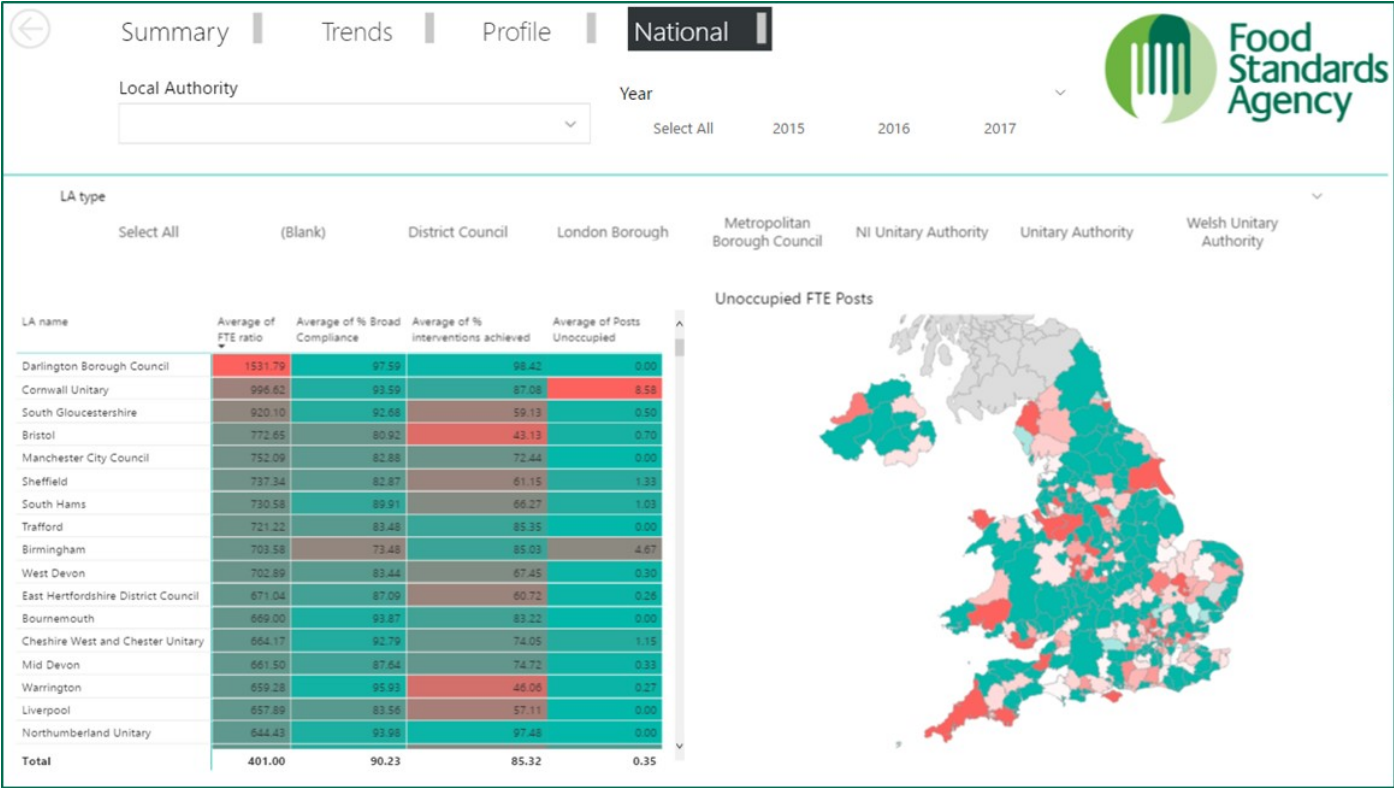 Summary Trends Profile National
Food
Standards
Agency
Local Authority
Year
Select All 2015 2016 2017
LA type
Select All (Blank) District Council London Borough Metropolitan Borough Council NI Unitary Authority Unitary Authority Welsh Unitary Authority
Unoccupied FTE Posts
LA name Average of FTE ratio Average of % Broad Compliance Average of % interventions achieved Average of Posts Unoccupied
Darlington Borough Council 1531.79 97.59 98.42 0.00
Cornwall Unitary 996.62 93.59 87.08 8.58
South Gloucestershire 920.10 92.68 59.13 0.50
Bristol 772.65 80.92 43.13 0.70
Manchester City Council 752.09 82.88 72.44 0.00
Sheffield 737.34 82.87 61.15 1.33
South Hams 730.58 89.91 66.27 1.03
Trafford 721.22 83.48 85.35 0.00
Birmingham 703.58 73.48 85.03 4.67
West Devon 702.89 83.44 67.45 0.30
East Hertfordshire District Council 671.04 87.09 60.72 0.26
Bournemouth 669.00 93.87 83.22 0.00
Cheshire West and Chester Unitary 664.17 92.79 74.05 1.15
Mid Devon 661.50 87.64 74.72 0.33
Warrington 659.28 95.93 46.06 0.27
Liverpool 657.89 83.56 57.11 0.00
Northumberland Unitary 644.43 93.98 97.48 0.00
Total 401.00 90.23 85.32 0.35